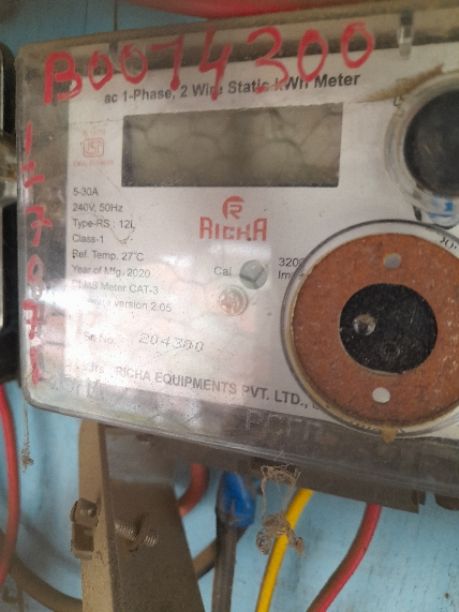 B0074300
ac 1-Phase, 2 Wire Static kWh Meter
5-30A
240V, 50Hz
Type-RS : 12L
Class-1
Ref. Temp. 27°C
Year of Mfg. 2020
Meter CAT-3
version 2.05
RICHA
Cal
3200
Sr. No. 204300
RICHA EQUIPMENTS PVT. LTD.,